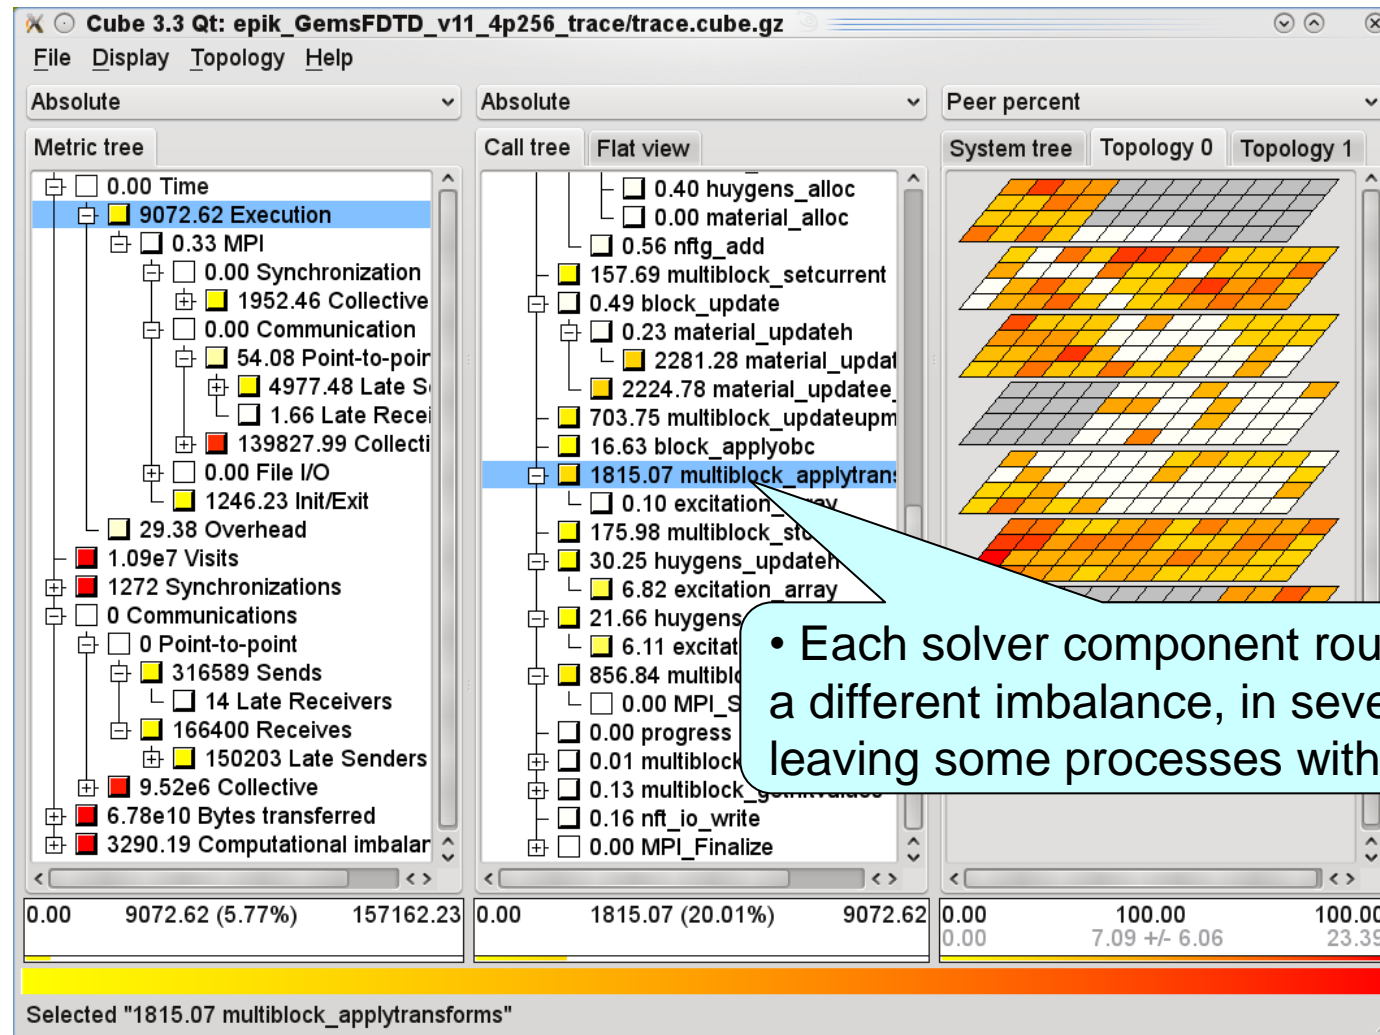 Cube 3.3 Qt: epik_GemsFDTD_v11_4p256_trace/trace.cube.gz
File Display Topology Help
Absolute
Absolute
Peer percent
Metric tree
Call tree Flat view
System tree Topology 0 Topology 1
0.00 Time
9072.62 Execution
0.33 MPI
0.00 Synchronization
1952.46 Collective
0.00 Communication
54.08 Point-to-poin
4977.48 Late S
1.66 Late Recei
139827.99 Collecti
0.00 File I/O
1246.23 Init/Exit
29.38 Overhead
1.09e7 Visits
1272 Synchronizations
0 Communications
0 Point-to-point
316589 Sends
14 Late Receivers
166400 Receives
150203 Late Senders
9.52e6 Collective
6.78e10 Bytes transferred
3290.19 Computational imbalan
0.40 huygens_alloc
0.00 material_alloc
0.56 nftg_add
157.69 multiblock_setcurrent
0.49 block_update
0.23 material_updateh
2281.28 material_updat
2224.78 material_updatee_
703.75 multiblock_updateupm
16.63 block_applyobc
1815.07 multiblock_applytrans
0.10 excitation_array
175.98 multiblock_sto
30.25 huygens_updateh
6.82 excitation_array
21.66 huygens
6.11 excitat
856.84 multiblo
0.00 MPI_S
0.00 progress
0.01 multiblock
0.13 multiblock_getnftvalues
0.16 nft_io_write
0.00 MPI_Finalize
• Each solver component rou
a different imbalance, in seve
leaving some processes with
0.00 9072.62 (5.77%) 157162.23
0.00 1815.07 (20.01%) 9072.62
0.00 100.00 100.00
0.00 7.09 +/- 6.06 23.39
Selected "1815.07 multiblock_applytransforms"